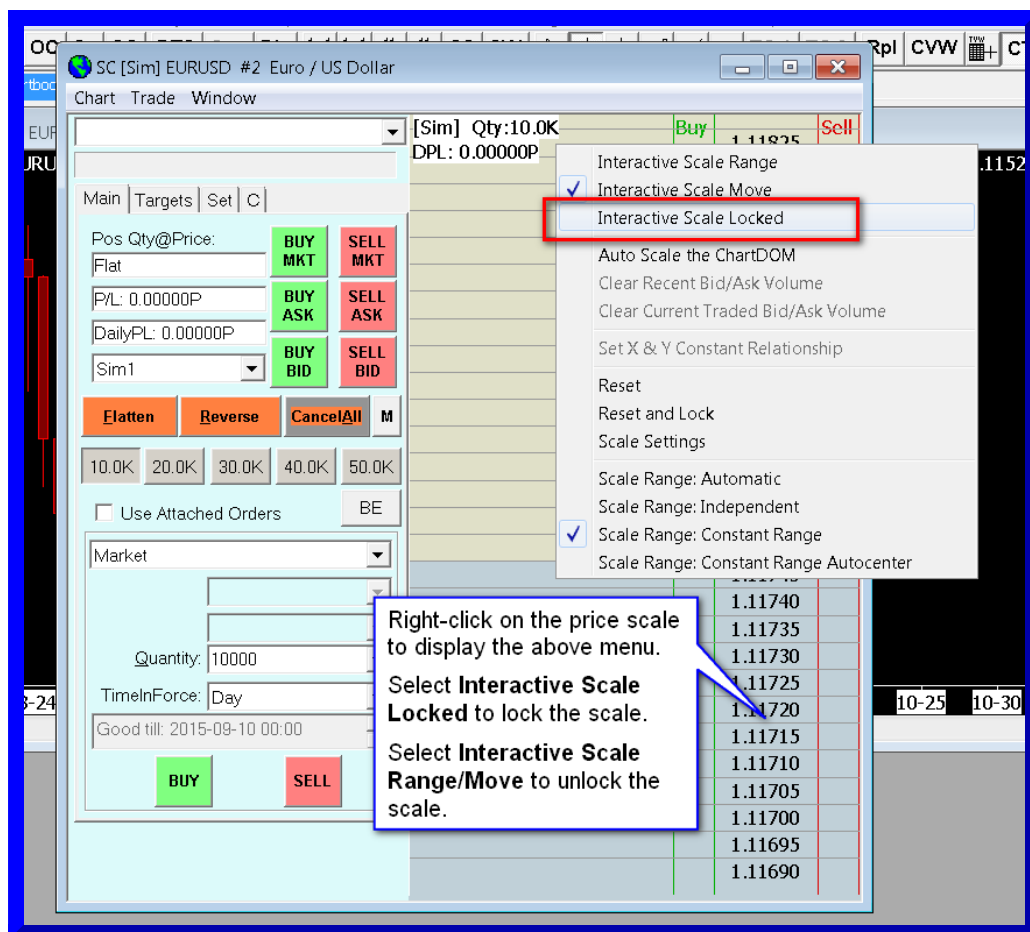 Rpl CVW
SC [Sim] EURUSD #2 Euro / US Dollar
Chart Trade Window
[Sim] Qty:10.0K Buy 1.11825 Sell
DPL: 0.00000P
.1152
Main Targets Set C
Pos Qty@Price:
Flat
BUY MKT
SELL MKT
P/L: 0.00000P
BUY ASK
SELL ASK
DailyPL: 0.00000P
Sim1
BUY BID
SELL BID
Flatten Reverse CancelAll M
10.0K 20.0K 30.0K 40.0K 50.0K
Use Attached Orders BE
Market
Quantity: 10000
TimeInForce: Day
Good till: 2015-09-10 00:00
BUY SELL
Interactive Scale Range
Interactive Scale Move
Interactive Scale Locked
Auto Scale the ChartDOM
Clear Recent Bid/Ask Volume
Clear Current Traded Bid/Ask Volume
Set X & Y Constant Relationship
Reset
Reset and Lock
Scale Settings
Scale Range: Automatic
Scale Range: Independent
Scale Range: Constant Range
Scale Range: Constant Range Autocenter
Right-click on the price scale
to display the above menu.
Select Interactive Scale
Locked to lock the scale.
Select Interactive Scale
Range/Move to unlock the
scale.
1.11740
1.11735
1.11730
1.11725
1.11720
1.11715
1.11710
1.11705
1.11700
1.11695
1.11690
10-25 10-30